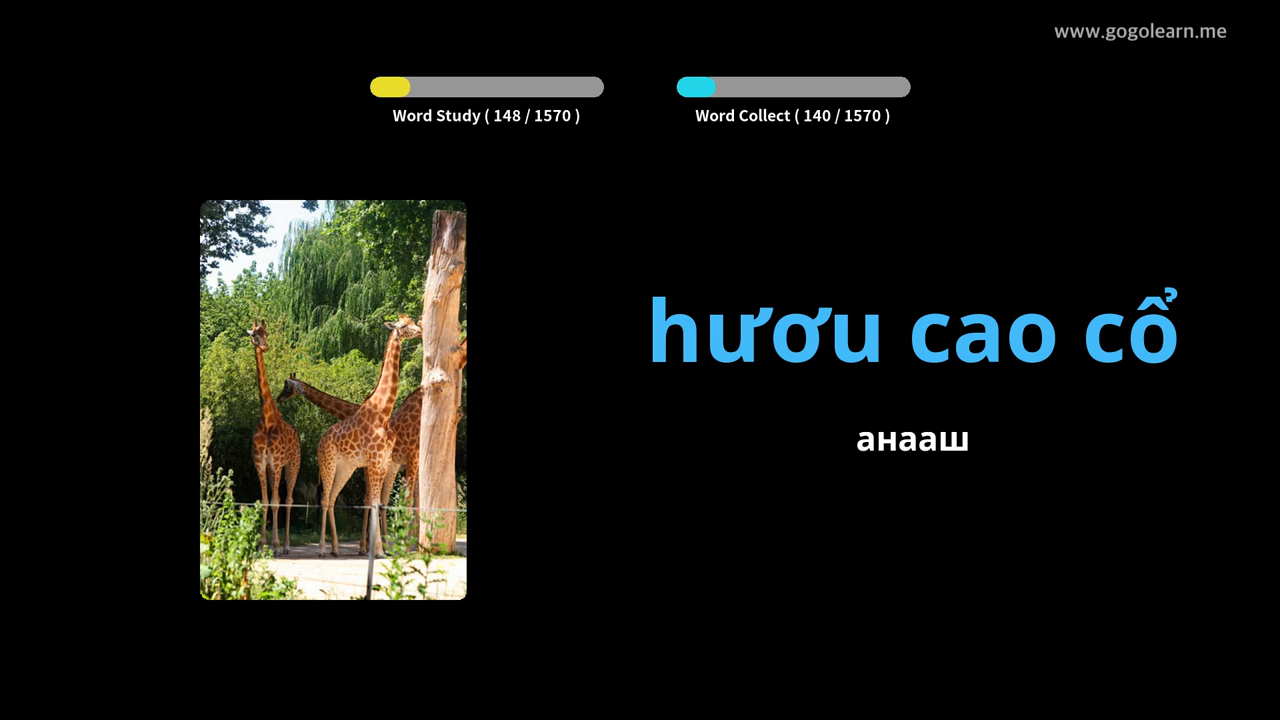 www.gogolearn.me
Word Study ( 148 / 1570 )
Word Collect ( 140 / 1570 )
hươu cao cổ
анааш